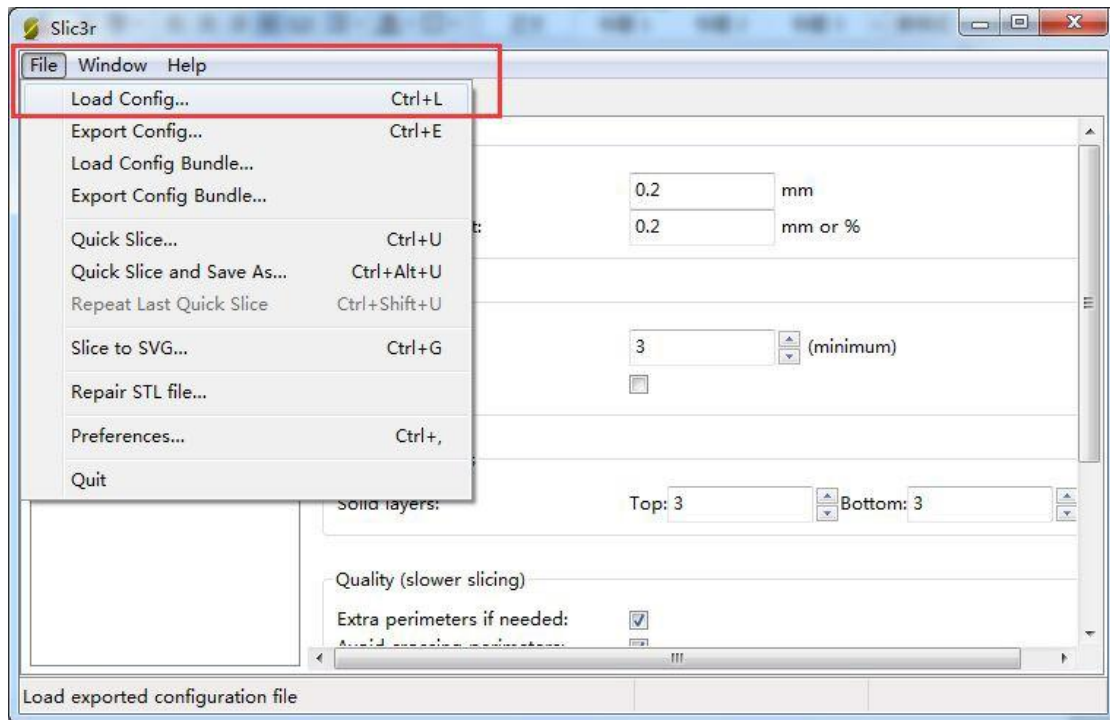 Slic3r
File Window Help
Load Config... Ctrl+L
Export Config... Ctrl+E
Load Config Bundle...
Export Config Bundle...
0.2 mm
t: 0.2 mm or %
Quick Slice... Ctrl+U
Quick Slice and Save As... Ctrl+Alt+U
Repeat Last Quick Slice Ctrl+Shift+U
Slice to SVG... Ctrl+G
3 (minimum)
Repair STL file...
Preferences... Ctrl+,
Quit
Solid layers: Top: 3 Bottom: 3
Quality (slower slicing)
Extra perimeters if needed:
Avoid crossing perimeters:
Load exported configuration file